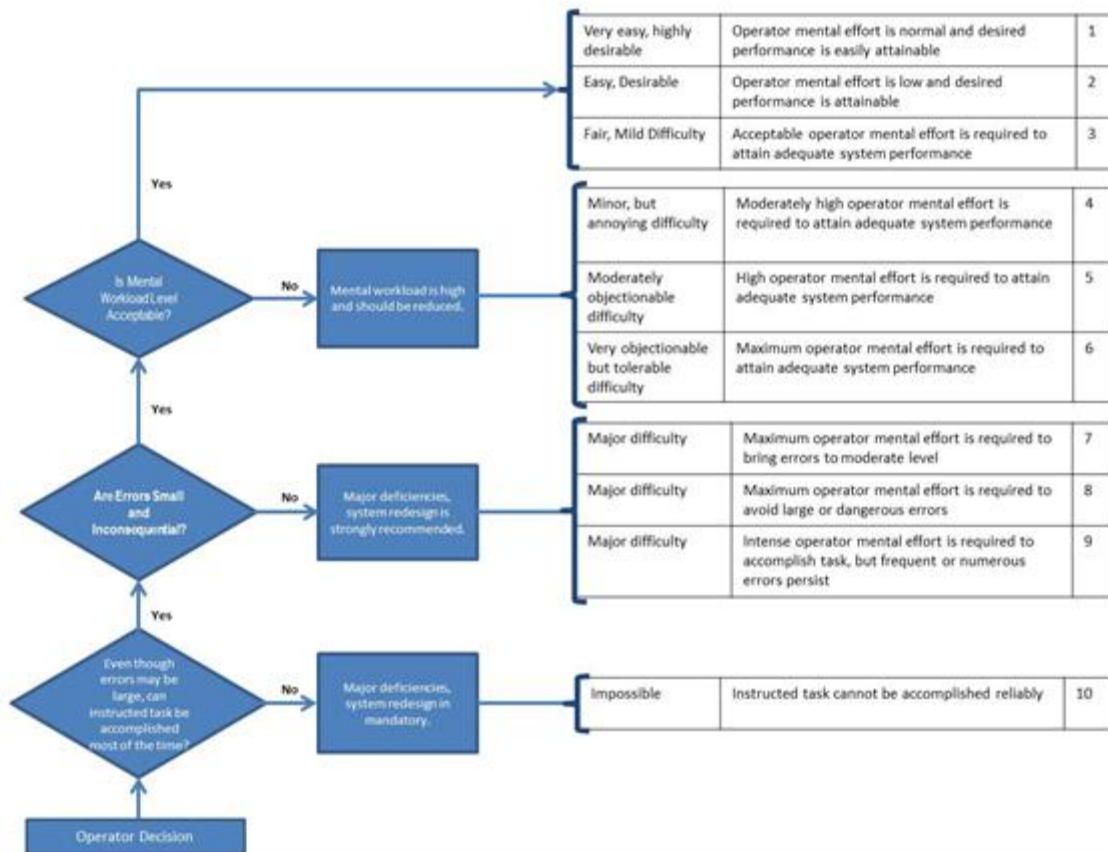 Very easy, highly
desirable
Operator mental effort is normal and desired
performance is easily attainable
1
Easy, Desirable
Operator mental effort is low and desired
performance is attainable
2
Fair, Mild Difficulty
Acceptable operator mental effort is required to
attain adequate system performance
3
Yes
Minor, but
annoying difficulty
Moderately high operator mental effort is
required to attain adequate system performance
4
Is Mental
Workload Level
Acceptable?
No
Mental workload is high
and should be reduced.
Moderately
objectionable
difficulty
High operator mental effort is required to attain
adequate system performance
5
Very objectionable
but tolerable
difficulty
Maximum operator mental effort is required to
attain adequate system performance
6
Yes
Major difficulty
Maximum operator mental effort is required to
bring errors to moderate level
7
Are Errors Small
and
Inconsequential?
No
Major deficiencies,
system redesign is
strongly recommended.
Major difficulty
Maximum operator mental effort is required to
avoid large or dangerous errors
8
Major difficulty
Intense operator mental effort is required to
accomplish task, but frequent or numerous
errors persist
9
Yes
Even though
errors may be
large, can
instructed task be
accomplished
most of the time?
No
Major deficiencies,
system redesign in
mandatory.
Impossible
Instructed task cannot be accomplished reliably
10
Operator Decision